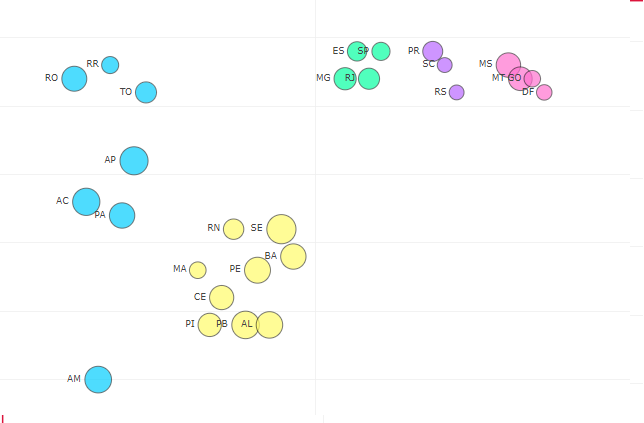 ES SP PR
RR SC MS
RO MG RJ MT GO
TO RS DF
AP
AC
PA
RN SE
BA
MA PE
CE
PI PB AL
AM